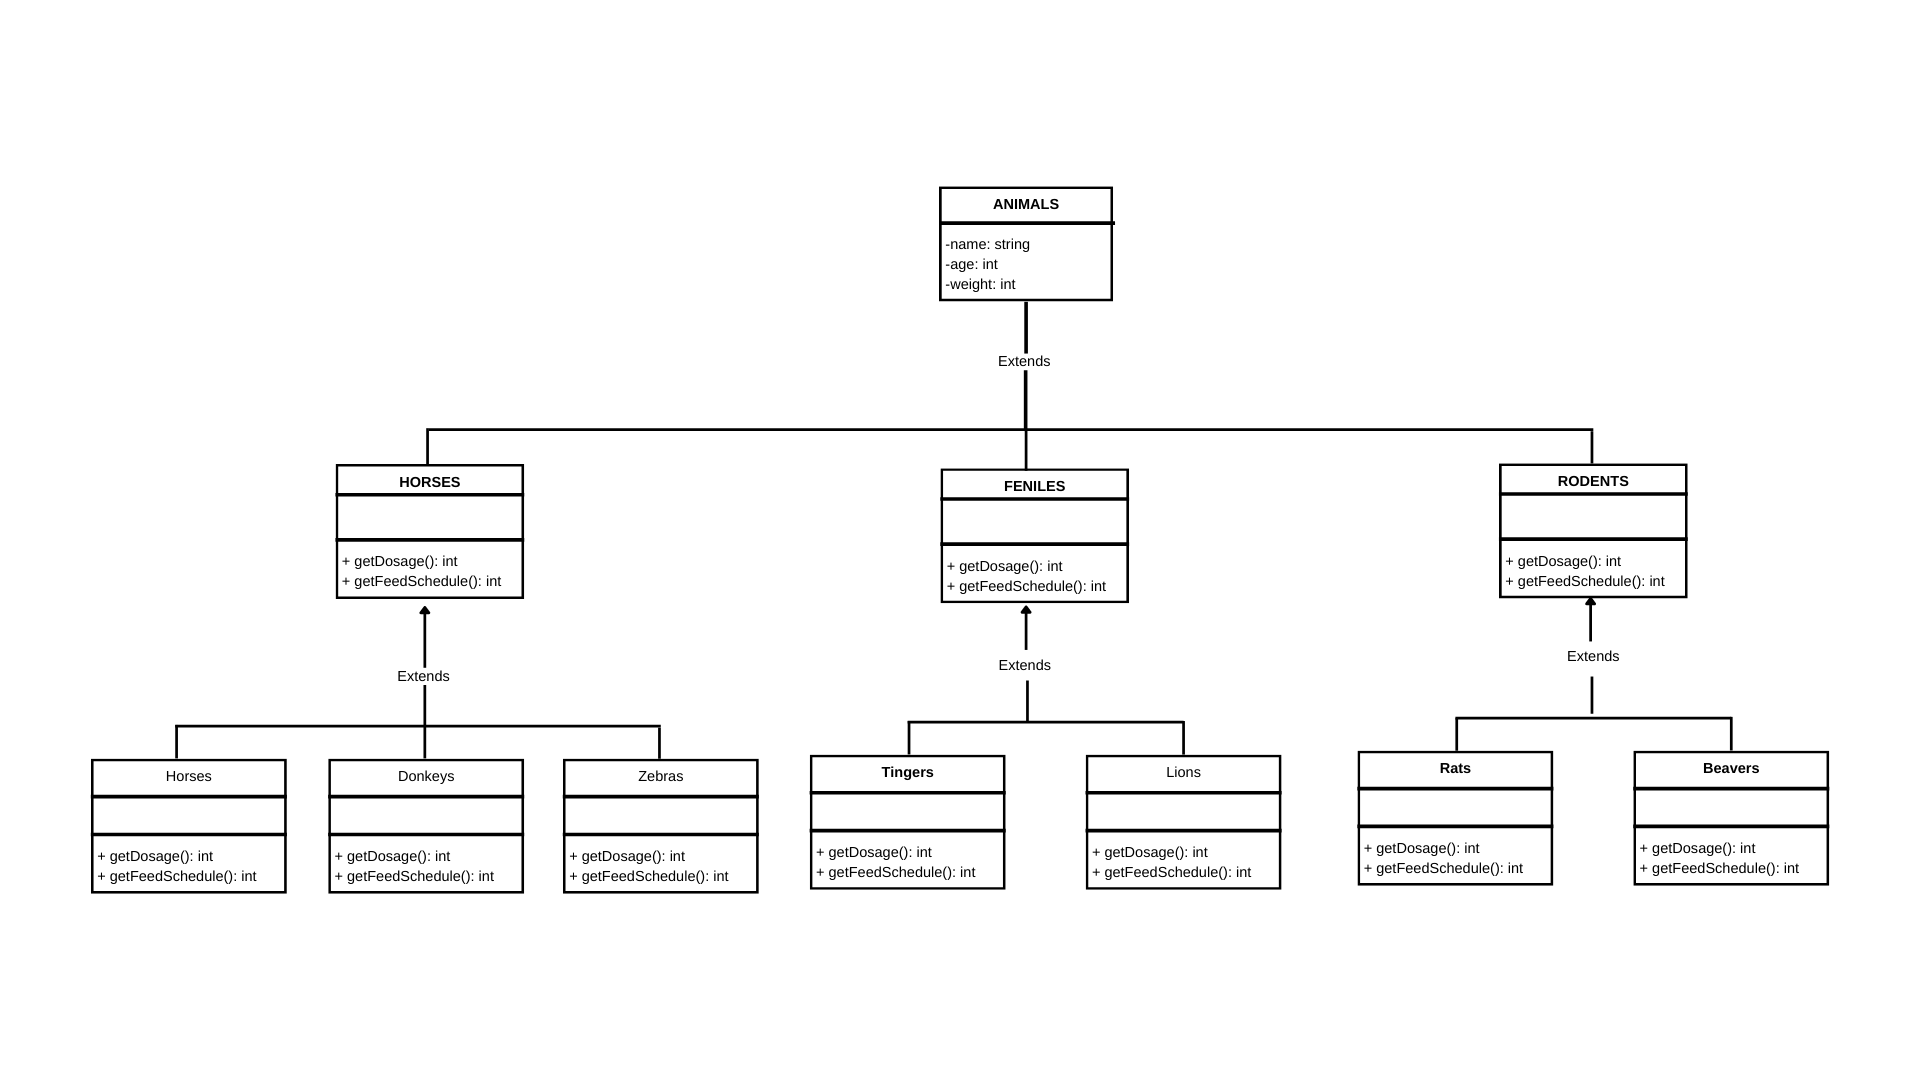 ANIMALS
-name: string
-age: int
-weight: int
Extends
HORSES
+ getDosage(): int
+ getFeedSchedule(): int
FENILES
+ getDosage(): int
+ getFeedSchedule(): int
RODENTS
+ getDosage(): int
+ getFeedSchedule(): int
Extends
Extends
Extends
Horses
+ getDosage(): int
+ getFeedSchedule(): int
Donkeys
+ getDosage(): int
+ getFeedSchedule(): int
Zebras
+ getDosage(): int
+ getFeedSchedule(): int
Tingers
+ getDosage(): int
+ getFeedSchedule(): int
Lions
+ getDosage(): int
+ getFeedSchedule(): int
Rats
+ getDosage(): int
+ getFeedSchedule(): int
Beavers
+ getDosage(): int
+ getFeedSchedule(): int